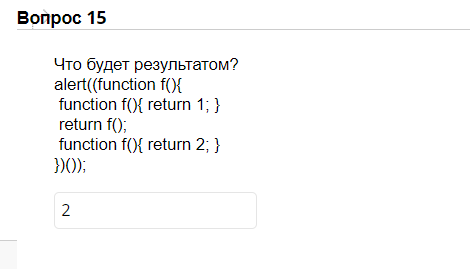 Вопрос 15
Что будет результатом?
alert((function f(){
function f(){ return 1; }
return f();
function f(){ return 2; }
})());
2